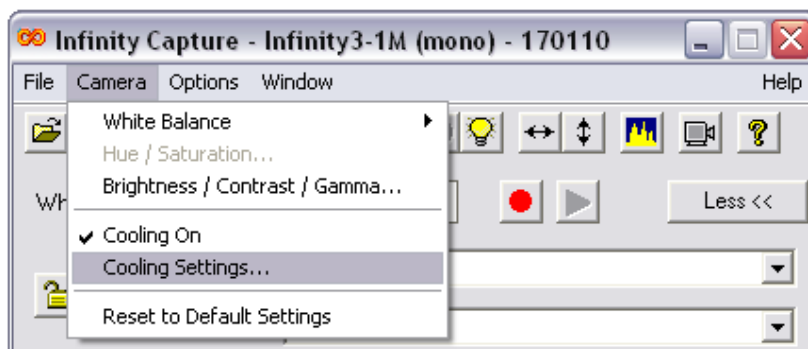 Infinity Capture - Infinity3-1M (mono) - 170110
File Camera Options Window Help
White Balance
Hue / Saturation...
Brightness / Contrast / Gamma...
Wh
Less <<
Cooling On
Cooling Settings...
Reset to Default Settings